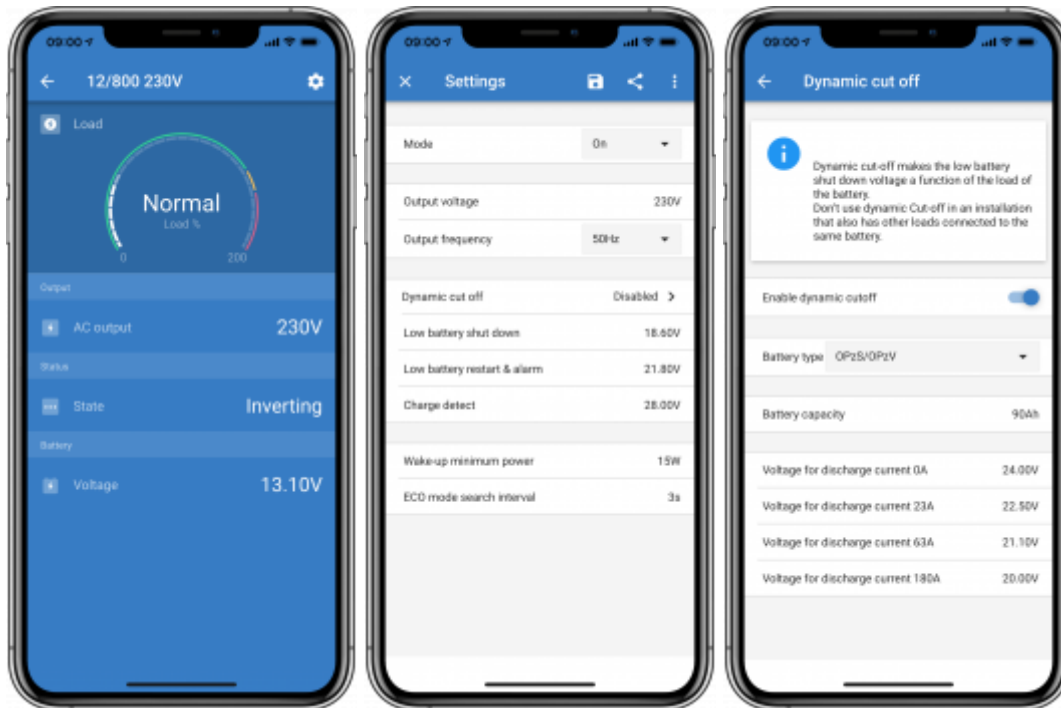 09:00
12/800 230V
Load
Normal
Load %
0
200
Output
AC output
230V
Status
State
Inverting
Battery
Voltage
13.10V
09:00
Settings
Mode
On
Output voltage
230V
Output frequency
50Hz
Dynamic cut off
Disabled
Low battery shut down
18.60V
Low battery restart & alarm
21.80V
Charge detect
28.00V
Wake-up minimum power
15W
ECO mode search interval
3s
09:00
Dynamic cut off
Dynamic cut-off makes the low battery
shut down voltage a function of the load of
the battery.
Don't use dynamic Cut-off in an installation
that also has other loads connected to the
same battery.
Enable dynamic cutoff
Battery type
OPzS/OPzV
Battery capacity
90Ah
Voltage for discharge current 0A
24.00V
Voltage for discharge current 23A
22.50V
Voltage for discharge current 63A
21.10V
Voltage for discharge current 180A
20.00V